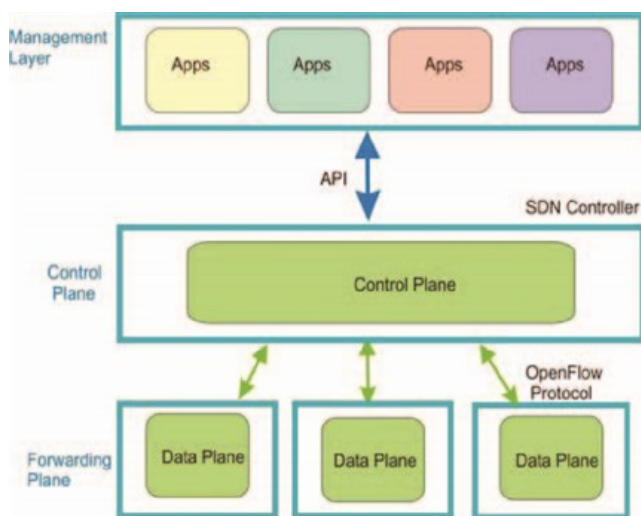 Management
Layer
Apps
Apps
Apps
Apps
API
SDN Controller
Control
Plane
Control Plane
OpenFlow
Protocol
Forwarding
Plane
Data Plane
Data Plane
Data Plane